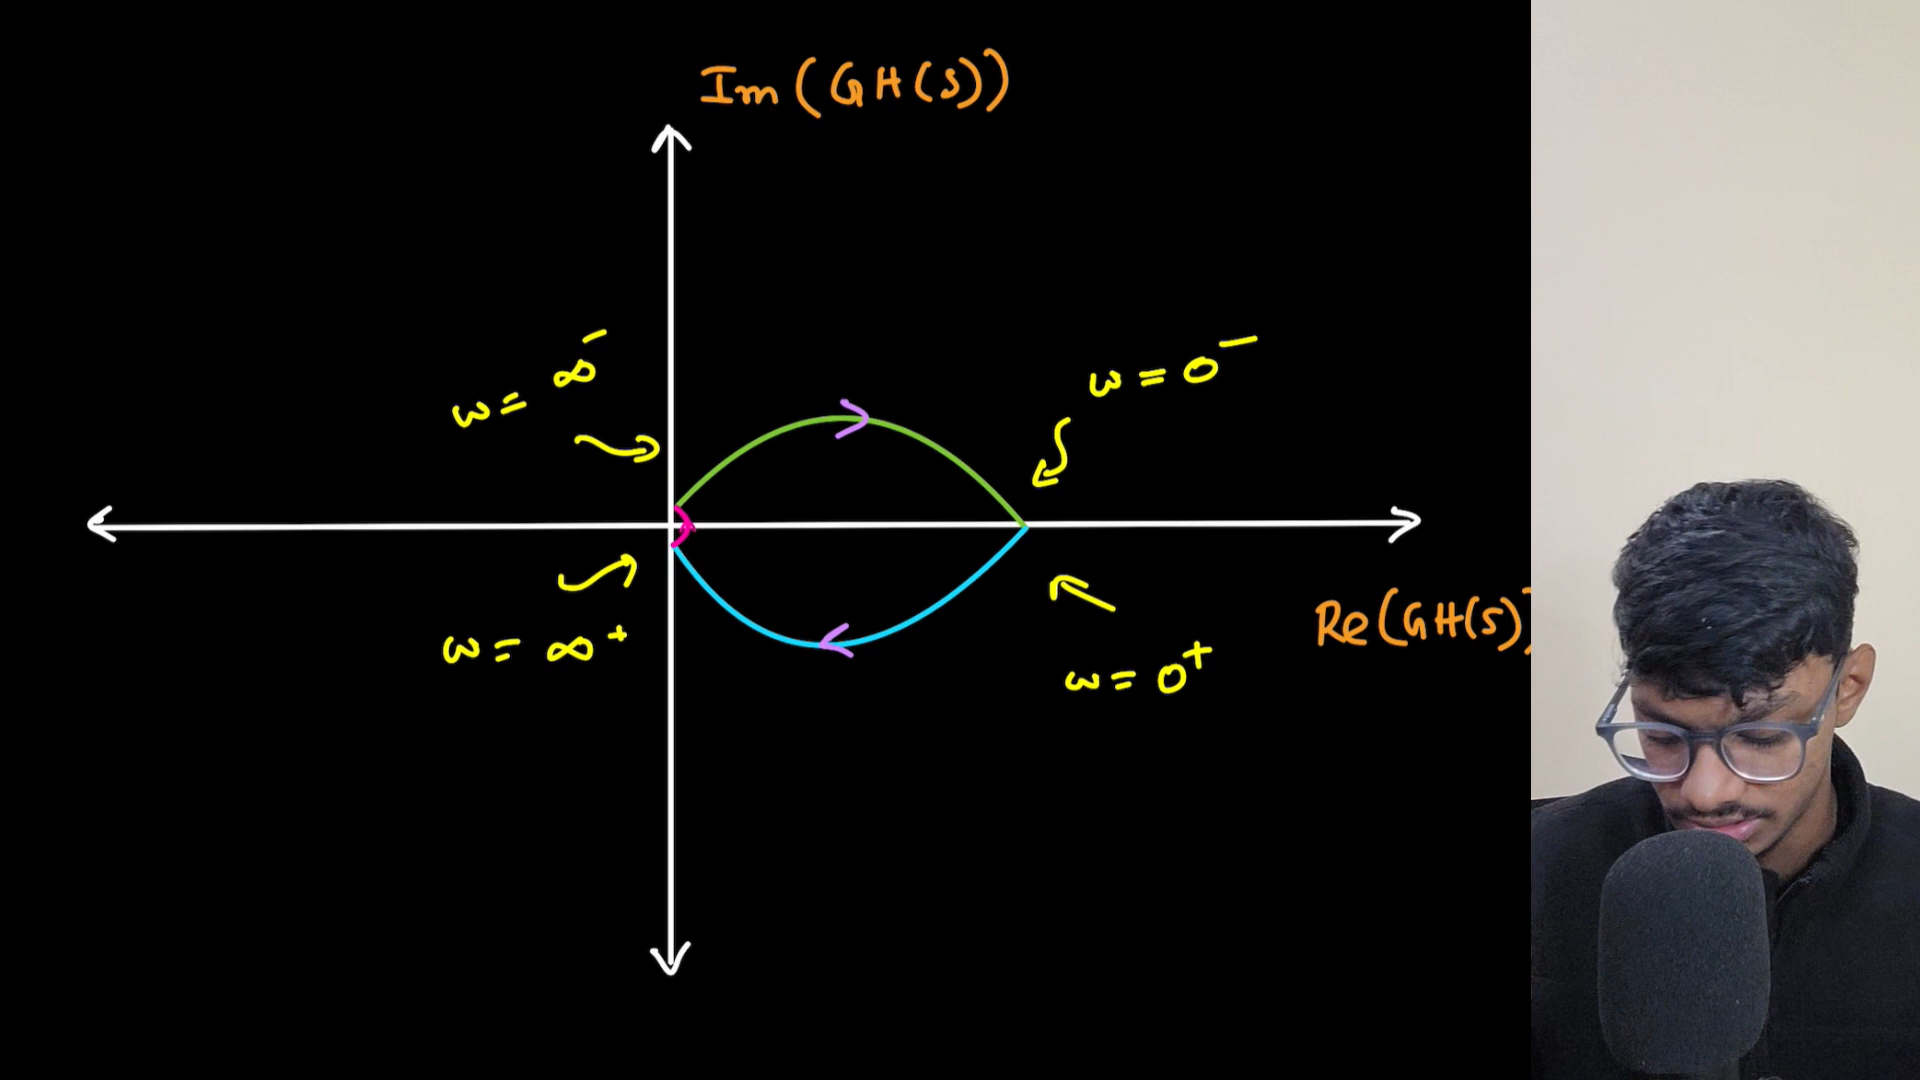 Im (GH(S))
ω = ∞⁻
ω = 0⁻
ω = ∞⁺
ω = 0⁺
Re(GH(S)